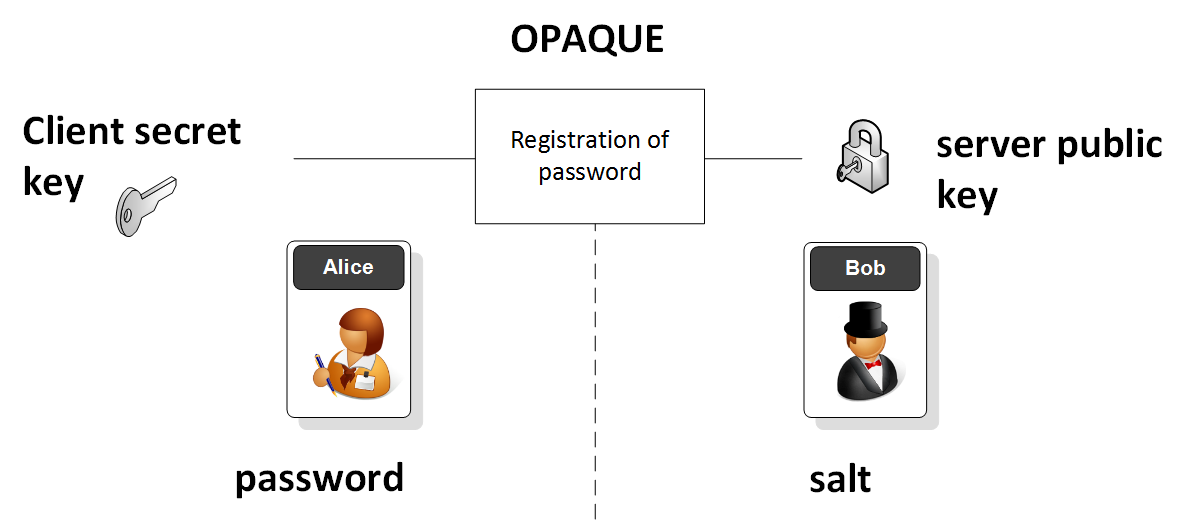 OPAQUE
Client secret
key
Registration of
password
server public
key
Alice
Bob
password
salt